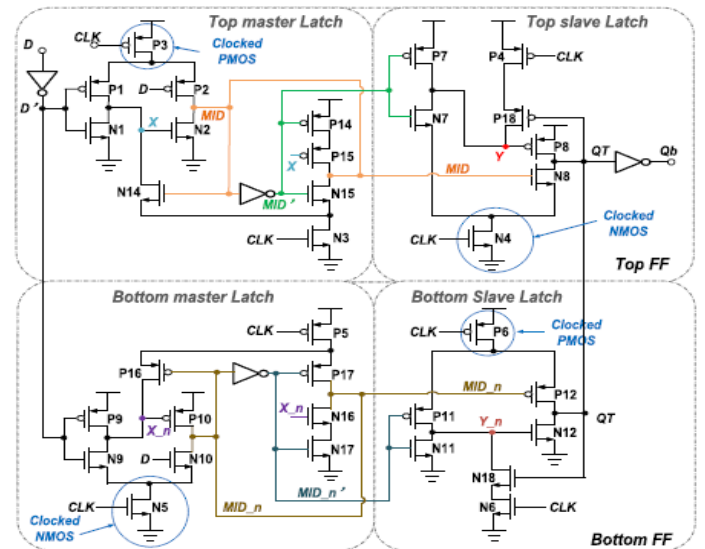 Top master Latch
Top slave Latch
D
CLK
P3
Clocked
PMOS
P7
P4
CLK
P1
D
P2
MID
D'
N1
X
N2
P14
N7
P18
P8
QT
Qb
X
P15
Y
MID
N8
N14
MID'
N15
CLK
N3
CLK
N4
Clocked
NMOS
Top FF
Bottom master Latch
Bottom Slave Latch
CLK
P5
CLK
P6
Clocked
PMOS
P16
P17
MID_n
P12
P9
P10
X_n
X_n
N16
P11
QT
N9
D
N10
N17
N11
Y_n
N12
CLK
N5
MID_n'
MID_n
N18
N6
CLK
Clocked
NMOS
Bottom FF